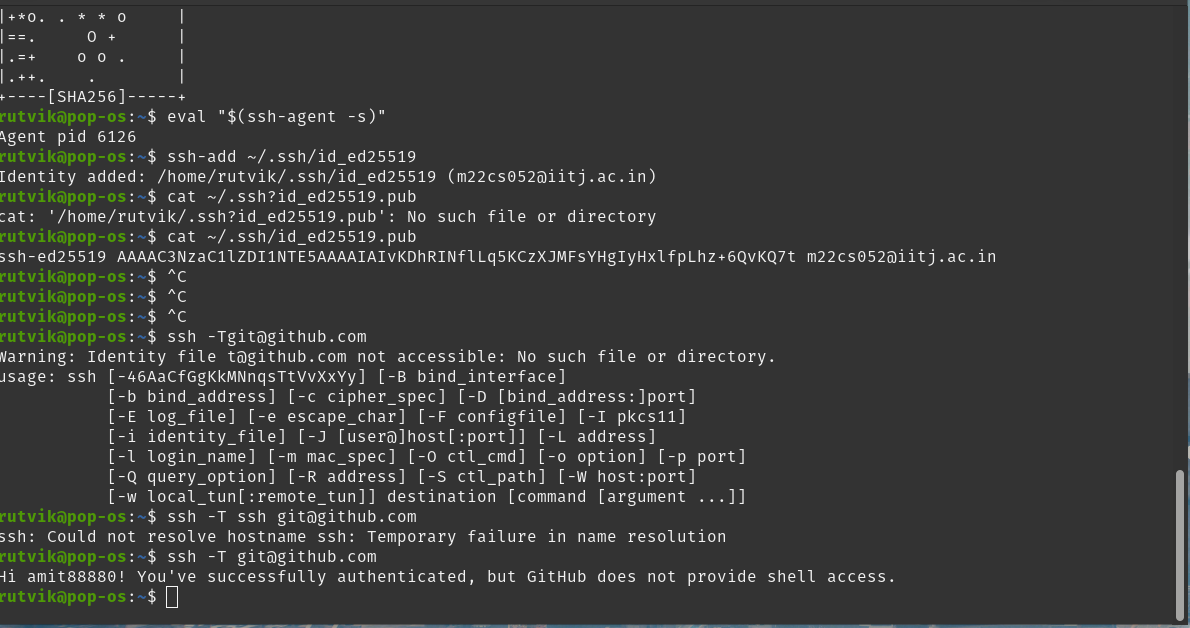 |+*o. . * * o     |
|==.     O +      |
|.=+    o o .     |
|.++.    .        |
+----[SHA256]-----+
rutvik@pop-os:~$ eval "$(ssh-agent -s)"
Agent pid 6126
rutvik@pop-os:~$ ssh-add ~/.ssh/id_ed25519
Identity added: /home/rutvik/.ssh/id_ed25519 (m22cs052@iitj.ac.in)
rutvik@pop-os:~$ cat ~/.ssh?id_ed25519.pub
cat: '/home/rutvik/.ssh?id_ed25519.pub': No such file or directory
rutvik@pop-os:~$ cat ~/.ssh/id_ed25519.pub
ssh-ed25519 AAAAC3NzaC1lZDI1NTE5AAAAIAIvKDhRINflLq5KCzXJMFsYHgIyHxlfpLhz+6QvKQ7t m22cs052@iitj.ac.in
rutvik@pop-os:~$ ^C
rutvik@pop-os:~$ ^C
rutvik@pop-os:~$ ^C
rutvik@pop-os:~$ ssh -Tgit@github.com
Warning: Identity file t@github.com not accessible: No such file or directory.
usage: ssh [-46AaCfGgKkMNnqsTtVvXxYy] [-B bind_interface]
           [-b bind_address] [-c cipher_spec] [-D [bind_address:]port]
           [-E log_file] [-e escape_char] [-F configfile] [-I pkcs11]
           [-i identity_file] [-J [user@]host[:port]] [-L address]
           [-l login_name] [-m mac_spec] [-O ctl_cmd] [-o option] [-p port]
           [-Q query_option] [-R address] [-S ctl_path] [-W host:port]
           [-w local_tun[:remote_tun]] destination [command [argument ...]]
rutvik@pop-os:~$ ssh -T ssh git@github.com
ssh: Could not resolve hostname ssh: Temporary failure in name resolution
rutvik@pop-os:~$ ssh -T git@github.com
Hi amit88880! You've successfully authenticated, but GitHub does not provide shell access.
rutvik@pop-os:~$